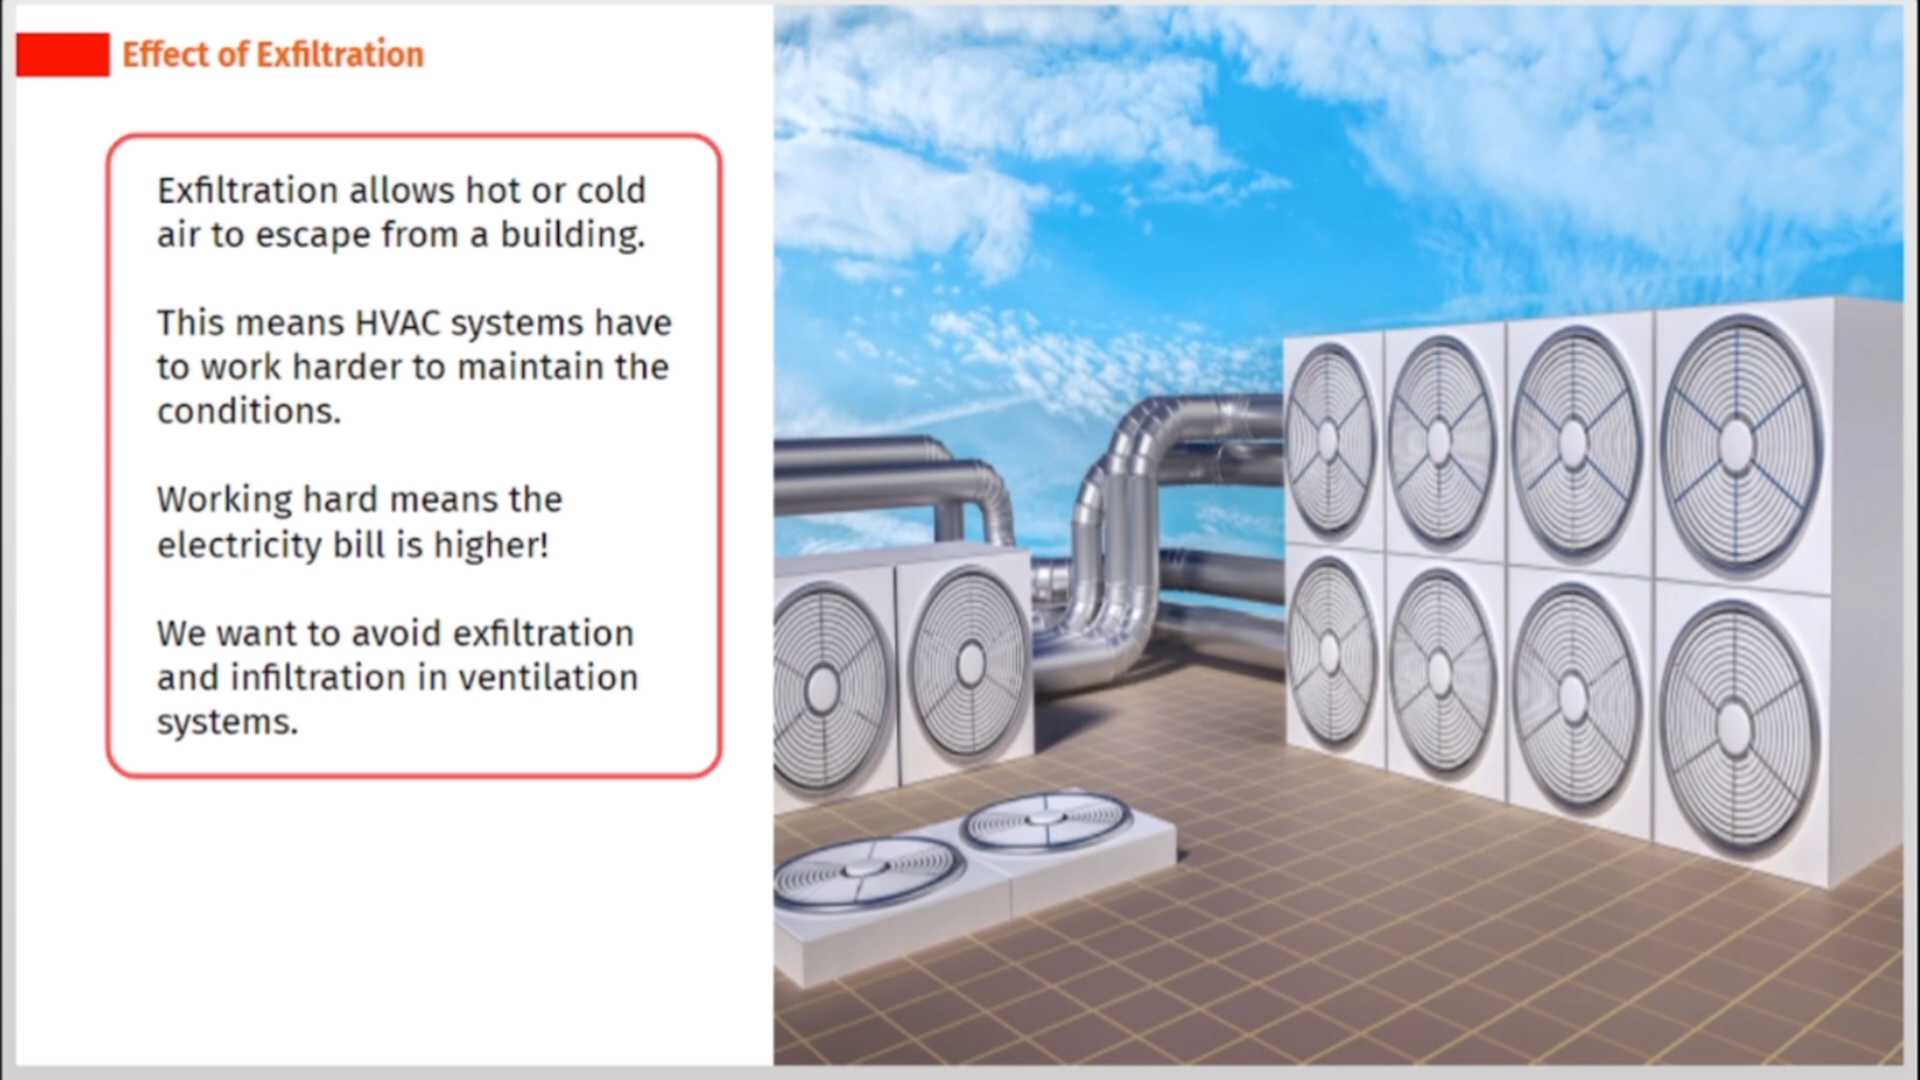 Effect of Exfiltration
Exfiltration allows hot or cold
air to escape from a building.
This means HVAC systems have
to work harder to maintain the
conditions.
Working hard means the
electricity bill is higher!
We want to avoid exfiltration
and infiltration in ventilation
systems.